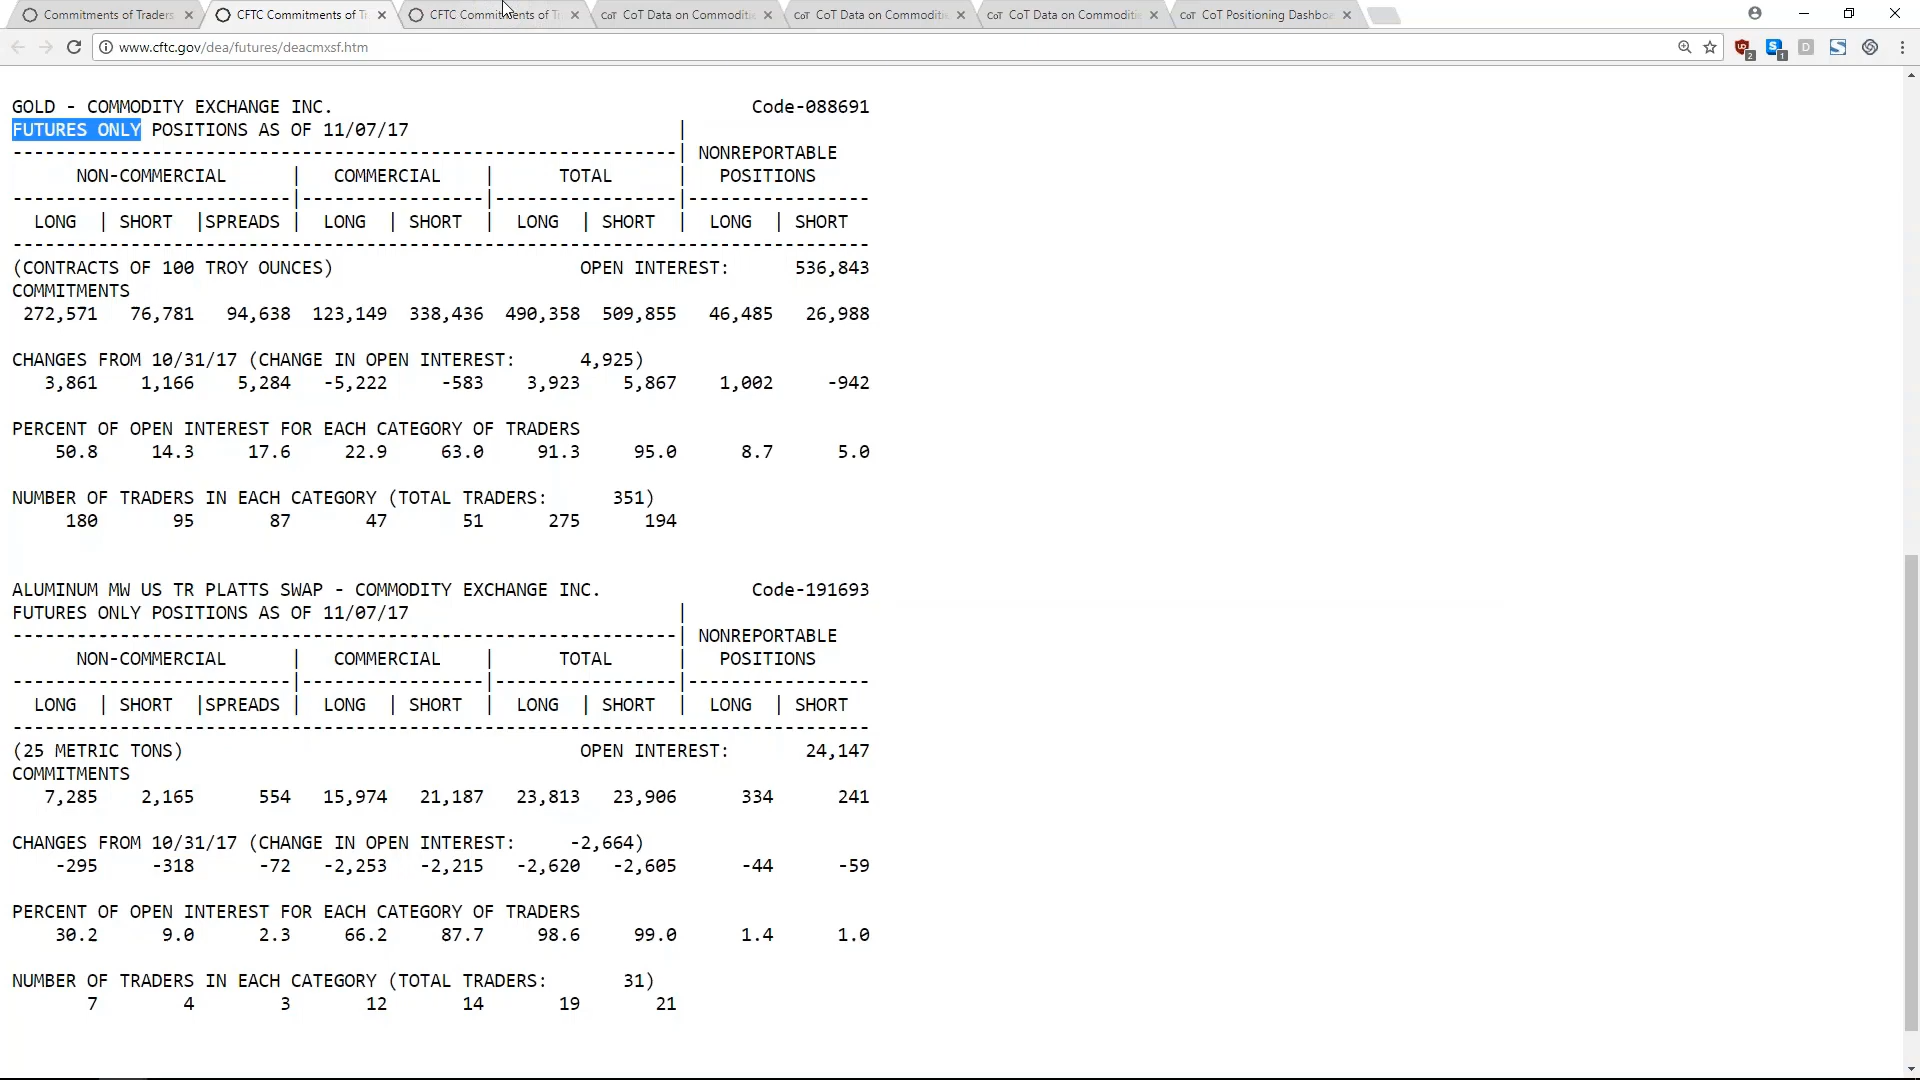 Commitments of Traders
CFTC Commitments of Tr
CFTC Commitments of Tr
CoT CoT Data on Commoditi
CoT CoT Data on Commoditi
CoT CoT Data on Commoditi
CoT CoT Positioning Dashboa
www.cftc.gov/dea/futures/deacmxsf.htm
GOLD - COMMODITY EXCHANGE INC. Code-088691
FUTURES ONLY POSITIONS AS OF 11/07/17 |
--------------------------------------------------------------| NONREPORTABLE
NON-COMMERCIAL | COMMERCIAL | TOTAL | POSITIONS
--------------------------|-----------------|-----------------|-----------------
LONG | SHORT |SPREADS | LONG | SHORT | LONG | SHORT | LONG | SHORT
--------------------------------------------------------------------------------
(CONTRACTS OF 100 TROY OUNCES) OPEN INTEREST: 536,843
COMMITMENTS
272,571 76,781 94,638 123,149 338,436 490,358 509,855 46,485 26,988
CHANGES FROM 10/31/17 (CHANGE IN OPEN INTEREST: 4,925)
3,861 1,166 5,284 -5,222 -583 3,923 5,867 1,002 -942
PERCENT OF OPEN INTEREST FOR EACH CATEGORY OF TRADERS
50.8 14.3 17.6 22.9 63.0 91.3 95.0 8.7 5.0
NUMBER OF TRADERS IN EACH CATEGORY (TOTAL TRADERS: 351)
180 95 87 47 51 275 194
ALUMINUM MW US TR PLATTS SWAP - COMMODITY EXCHANGE INC. Code-191693
FUTURES ONLY POSITIONS AS OF 11/07/17 |
--------------------------------------------------------------| NONREPORTABLE
NON-COMMERCIAL | COMMERCIAL | TOTAL | POSITIONS
--------------------------|-----------------|-----------------|-----------------
LONG | SHORT |SPREADS | LONG | SHORT | LONG | SHORT | LONG | SHORT
--------------------------------------------------------------------------------
(25 METRIC TONS) OPEN INTEREST: 24,147
COMMITMENTS
7,285 2,165 554 15,974 21,187 23,813 23,906 334 241
CHANGES FROM 10/31/17 (CHANGE IN OPEN INTEREST: -2,664)
-295 -318 -72 -2,253 -2,215 -2,620 -2,605 -44 -59
PERCENT OF OPEN INTEREST FOR EACH CATEGORY OF TRADERS
30.2 9.0 2.3 66.2 87.7 98.6 99.0 1.4 1.0
NUMBER OF TRADERS IN EACH CATEGORY (TOTAL TRADERS: 31)
7 4 3 12 14 19 21